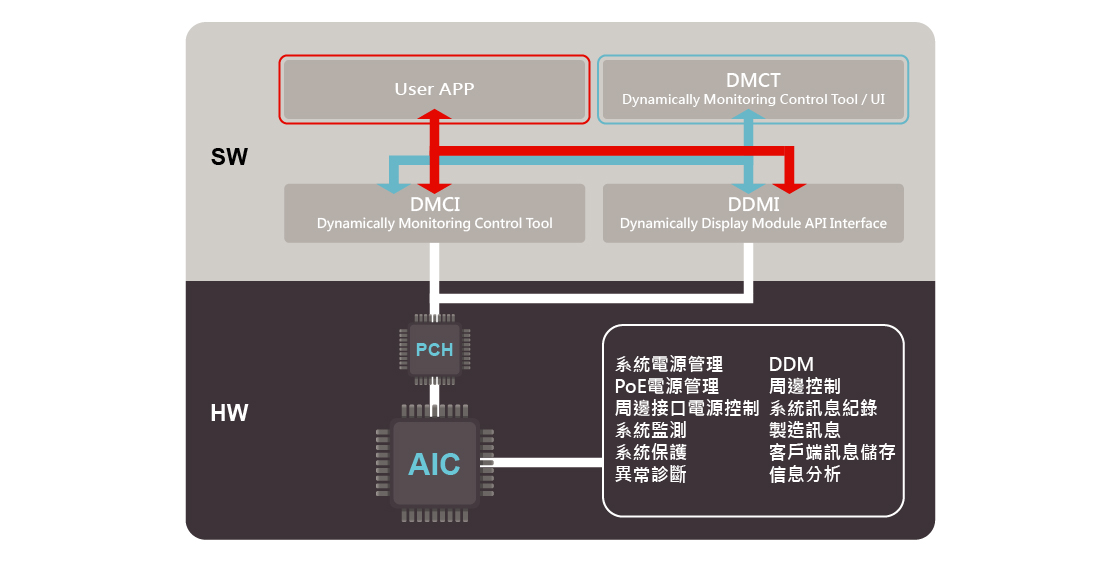 User APP
DMCT
Dynamically Monitoring Control Tool / UI
SW
DMCI
Dynamically Monitoring Control Tool
DDMI
Dynamically Display Module API Interface
HW
PCH
AIC
系統電源管理
PoE電源管理
周邊接口電源控制
系統監測
系統保護
異常診斷
DDM
周邊控制
系統訊息紀錄
製造訊息
客戶端訊息儲存
信息分析